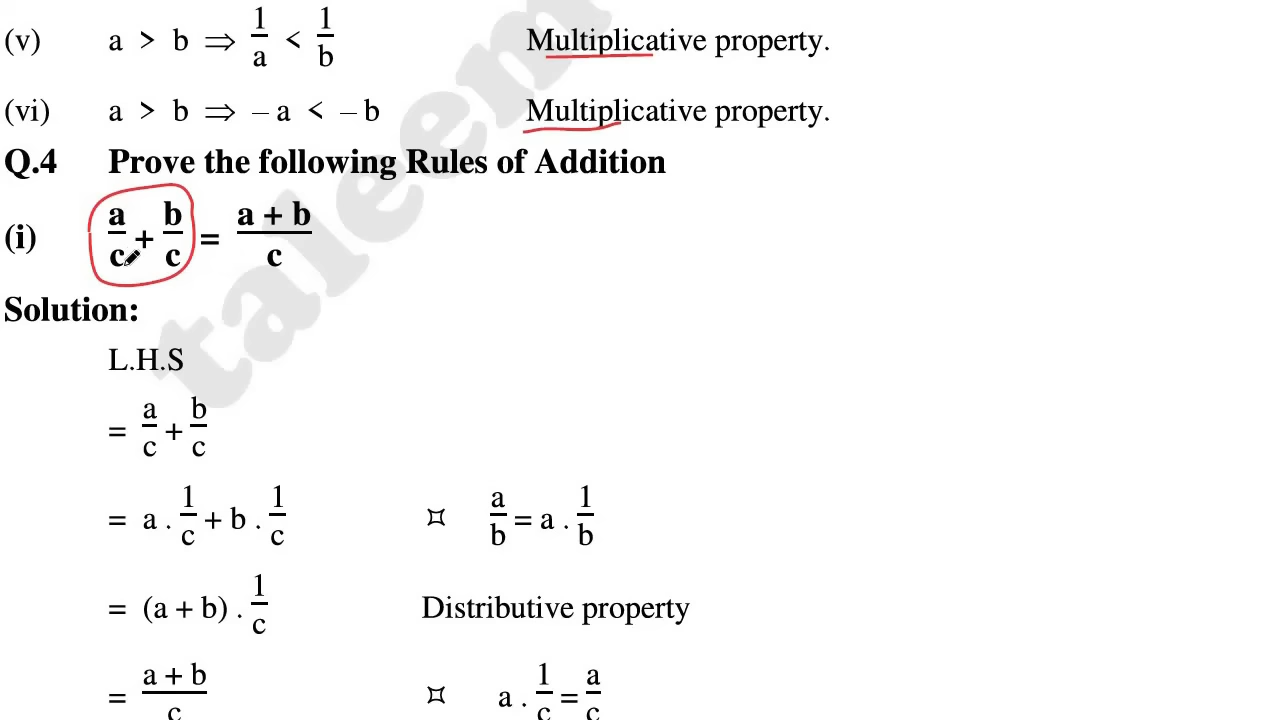 (v) a > b ⇒ 1/a < 1/b Multiplicative property.
(vi) a > b ⇒ – a < – b Multiplicative property.
Q.4 Prove the following Rules of Addition
(i) a/c + b/c = (a + b)/c
Solution:
L.H.S
= a/c + b/c
= a . 1/c + b . 1/c ¤ a/b = a . 1/b
= (a + b) . 1/c Distributive property
= (a + b)/c ¤ a . 1/c = a/c
taleem